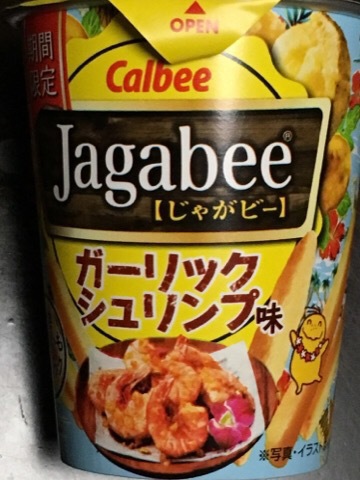 OPEN
期間
限定
Calbee
Jagabee®
【じゃがビー】
ガーリック
シュリンプ味
※写真・イラスト